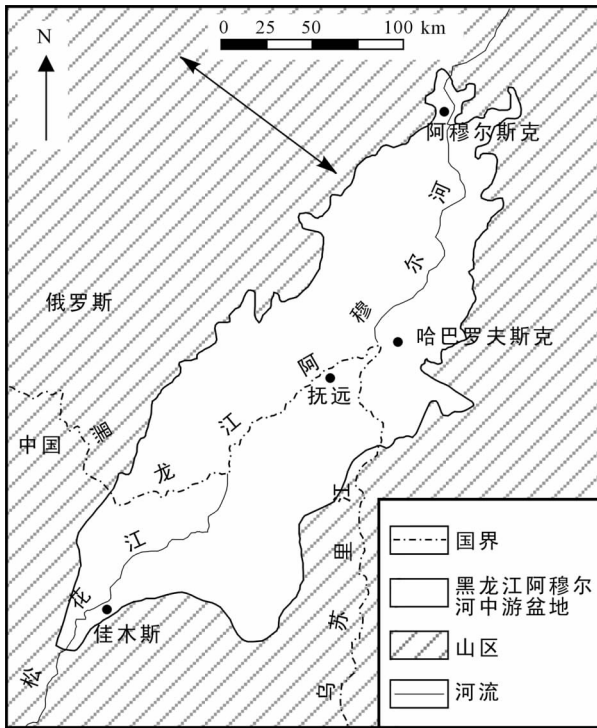 0 25 50 100 km
N
阿穆尔斯克
阿穆尔河
俄罗斯
哈巴罗夫斯克
抚远
中国
黑龙江
乌苏里江
松花江
佳木斯
国界
黑龙江阿穆尔
河中游盆地
山区
河流